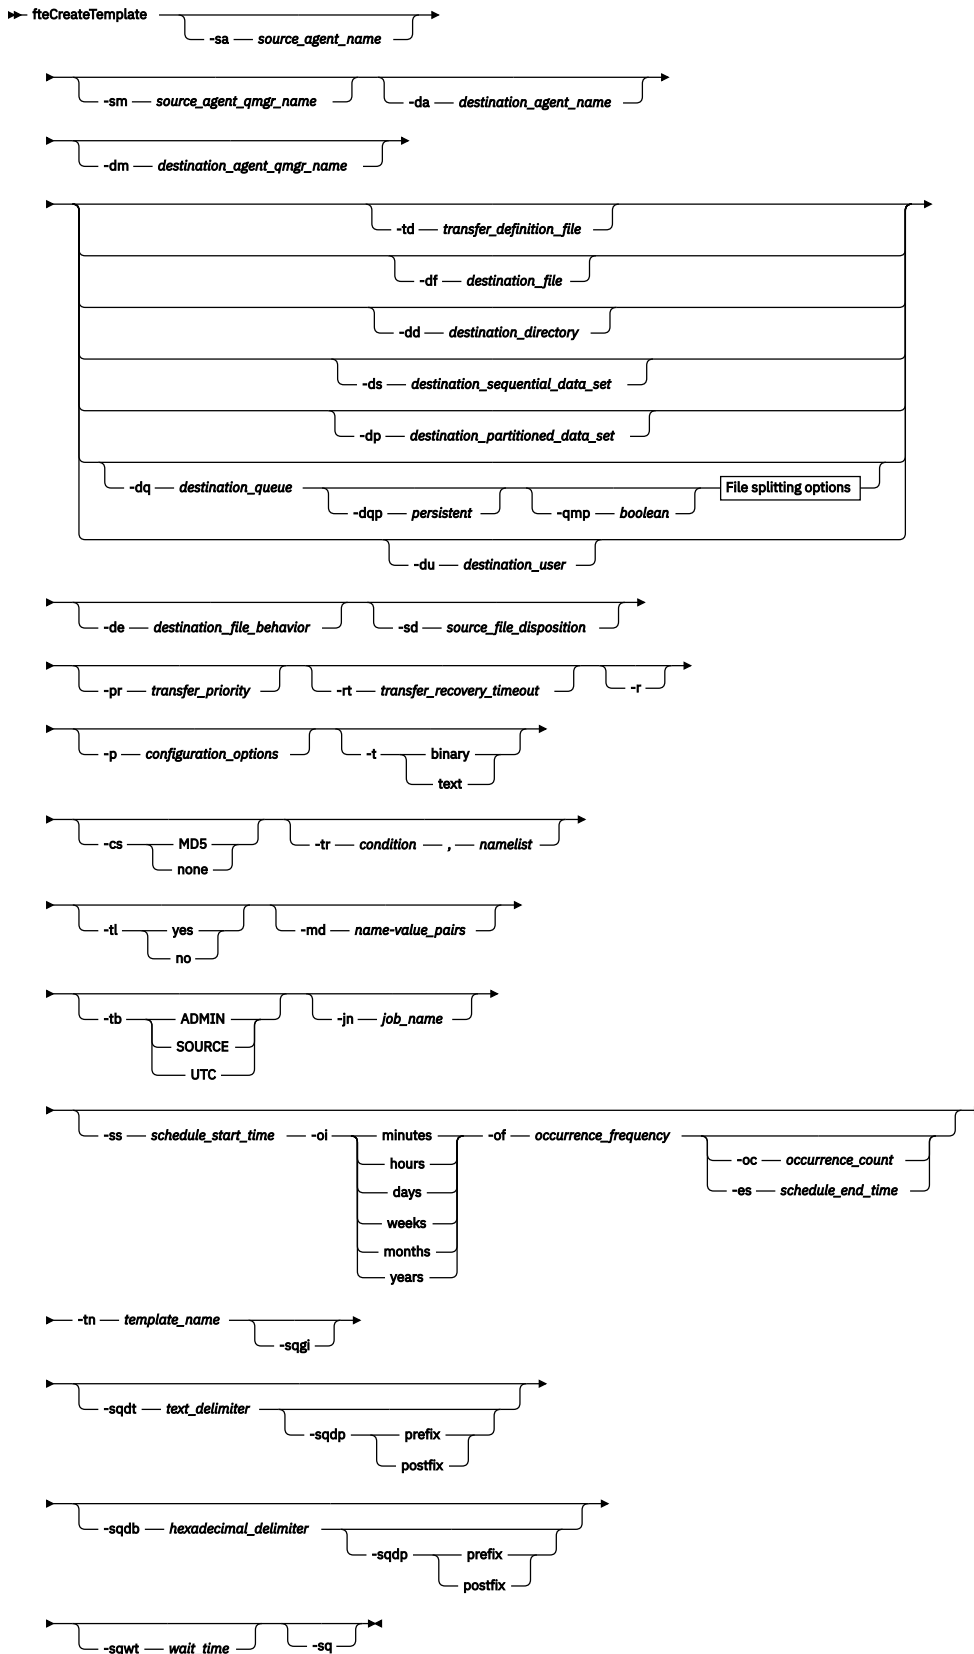 fteCreateTemplate
-sa source_agent_name
-sm source_agent_qmgr_name -da destination_agent_name
-dm destination_agent_qmgr_name
-td transfer_definition_file
-df destination_file
-dd destination_directory
-ds destination_sequential_data_set
-dp destination_partitioned_data_set
-dq destination_queue File splitting options
-dqp persistent -qmp boolean
-du destination_user
-de destination_file_behavior -sd source_file_disposition
-pr transfer_priority -rt transfer_recovery_timeout -r
-p configuration_options -t binary
text
-cs MD5 -tr condition , namelist
none
-tl yes -md name-value_pairs
no
-tb ADMIN -jn job_name
SOURCE
UTC
-ss schedule_start_time -oi minutes -of occurrence_frequency
hours -oc occurrence_count
days -es schedule_end_time
weeks
months
years
-tn template_name
-sqgi
-sqdt text_delimiter
-sqdp prefix
postfix
-sqdb hexadecimal_delimiter
-sqdp prefix
postfix
-sqwt wait_time -sq